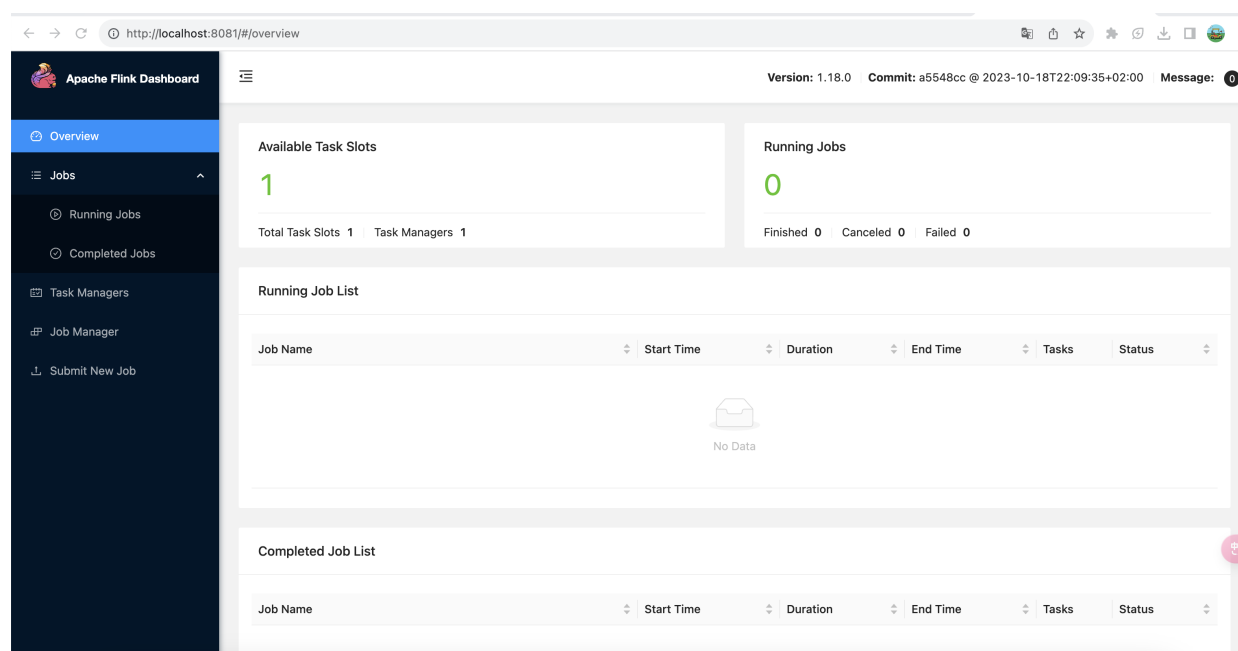 http://localhost:8081/#/overview
Apache Flink Dashboard
Version: 1.18.0 Commit: a5548cc @ 2023-10-18T22:09:35+02:00 Message: 0
Overview
Jobs
Running Jobs
Completed Jobs
Task Managers
Job Manager
Submit New Job
Available Task Slots
1
Total Task Slots 1 Task Managers 1
Running Jobs
0
Finished 0 Canceled 0 Failed 0
Running Job List
Job Name Start Time Duration End Time Tasks Status
No Data
Completed Job List
Job Name Start Time Duration End Time Tasks Status